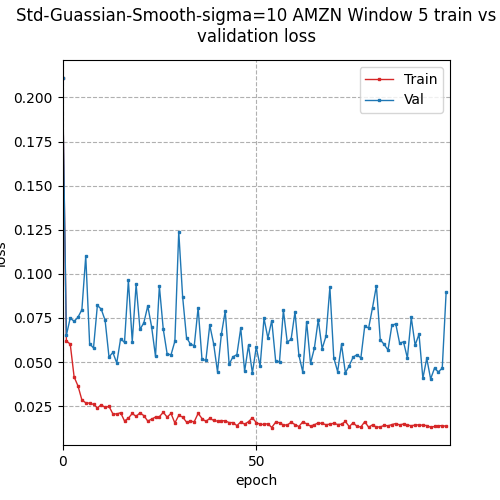 Std-Guassian-Smooth-sigma=10 AMZN Window 5 train vs
validation loss
Train
Val
0.200
0.175
0.150
0.125
0.100
0.075
0.050
0.025
loss
0
50
epoch